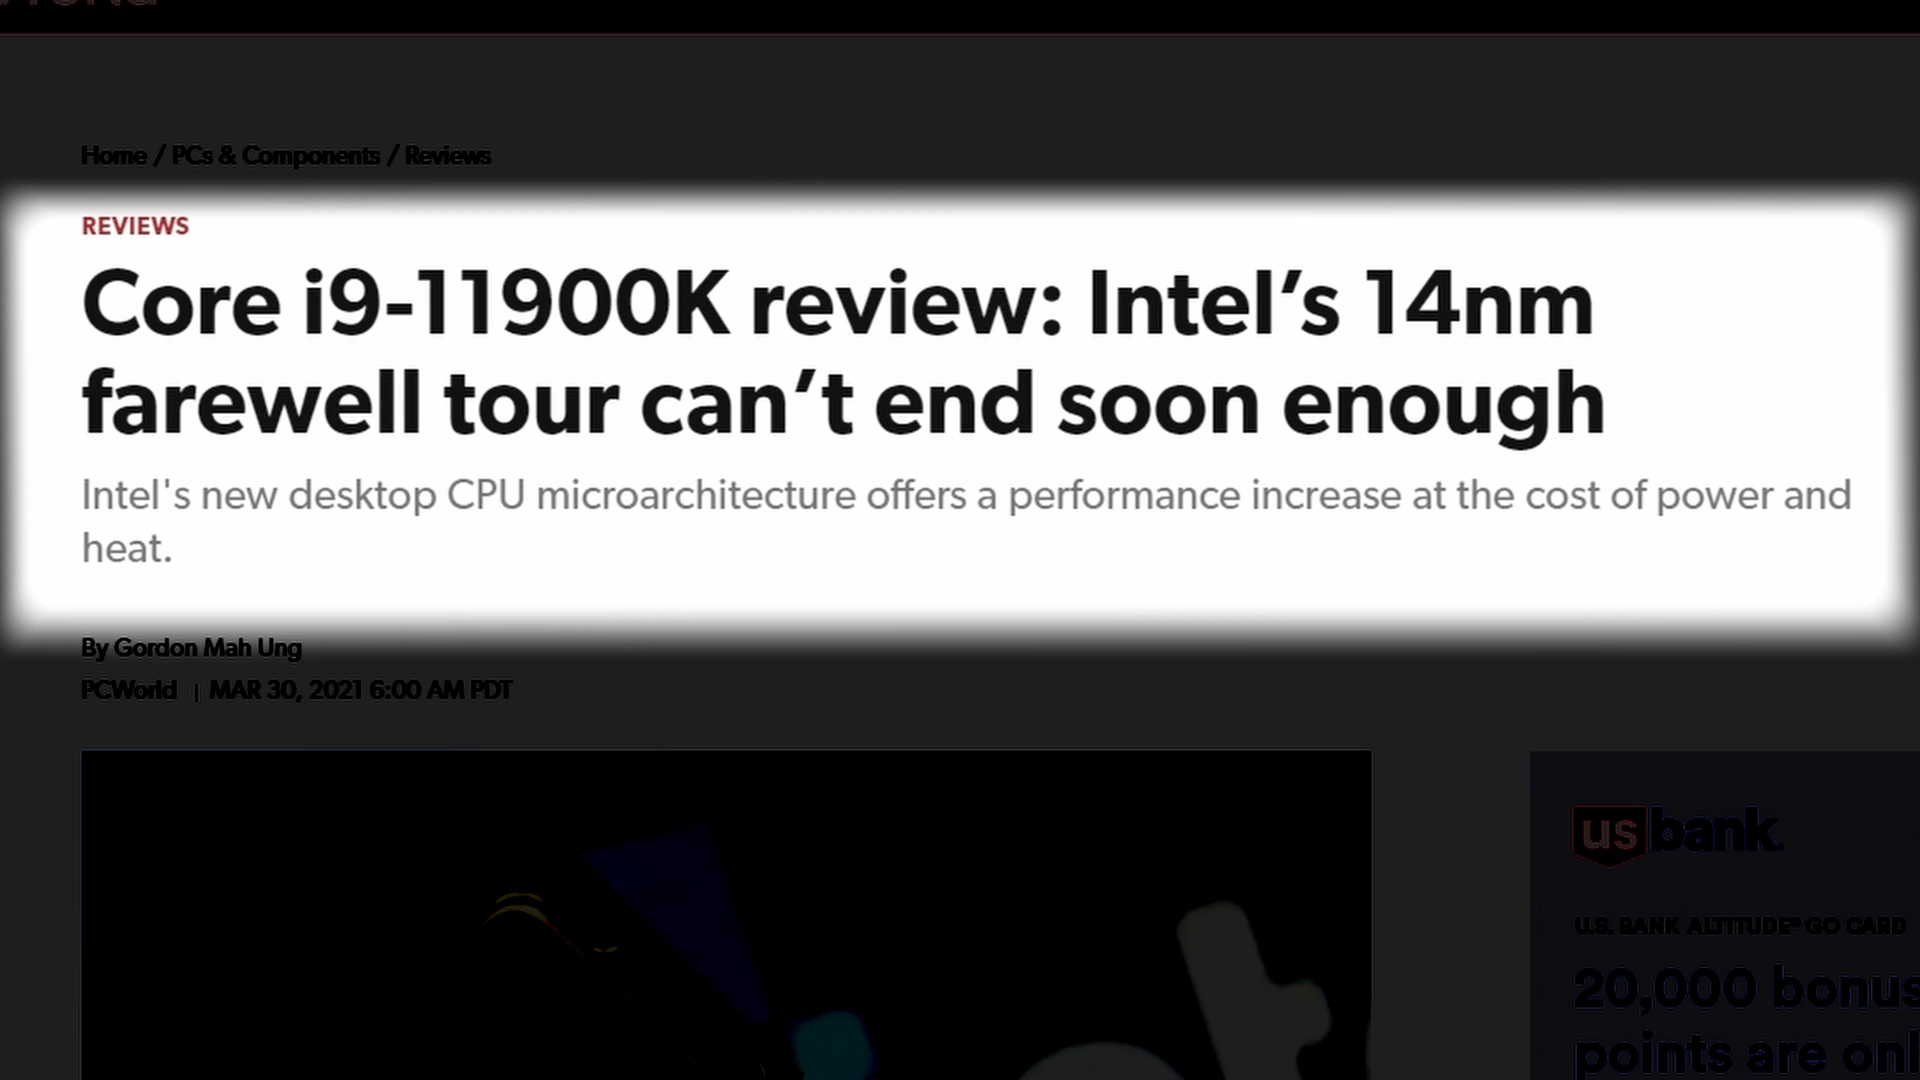 Home / PCs & Components / Reviews
REVIEWS
Core i9-11900K review: Intel’s 14nm
farewell tour can’t end soon enough
Intel's new desktop CPU microarchitecture offers a performance increase at the cost of power and
heat.
By Gordon Mah Ung
PCWorld | MAR 30, 2021 6:00 AM PDT
us bank.
U.S. BANK ALTITUDE® GO CARD
20,000 bonus
points are onl